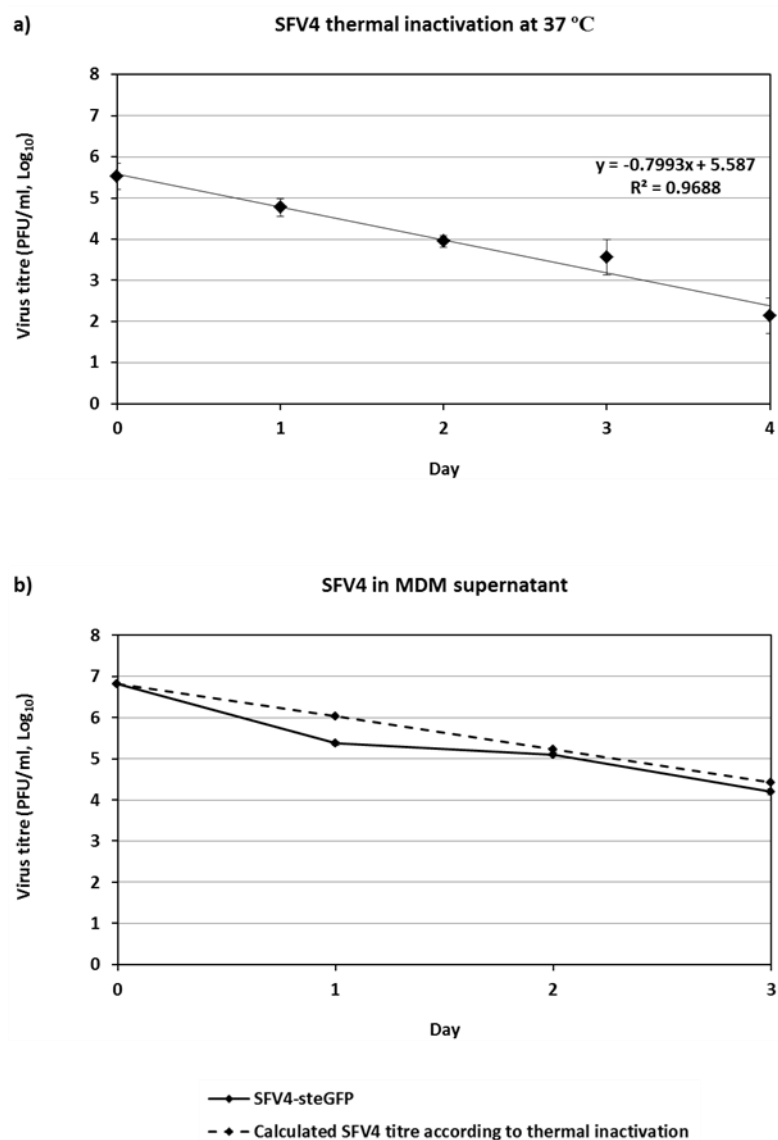 a)
SFV4 thermal inactivation at 37 °C
Virus titre (PFU/ml, Log₁₀)
8
7
6
5
4
3
2
1
0
y = -0.7993x + 5.587
R² = 0.9688
0 1 2 3 4
Day
b)
SFV4 in MDM supernatant
Virus titre (PFU/ml, Log₁₀)
8
7
6
5
4
3
2
1
0
0 1 2 3
Day
SFV4-steGFP
Calculated SFV4 titre according to thermal inactivation